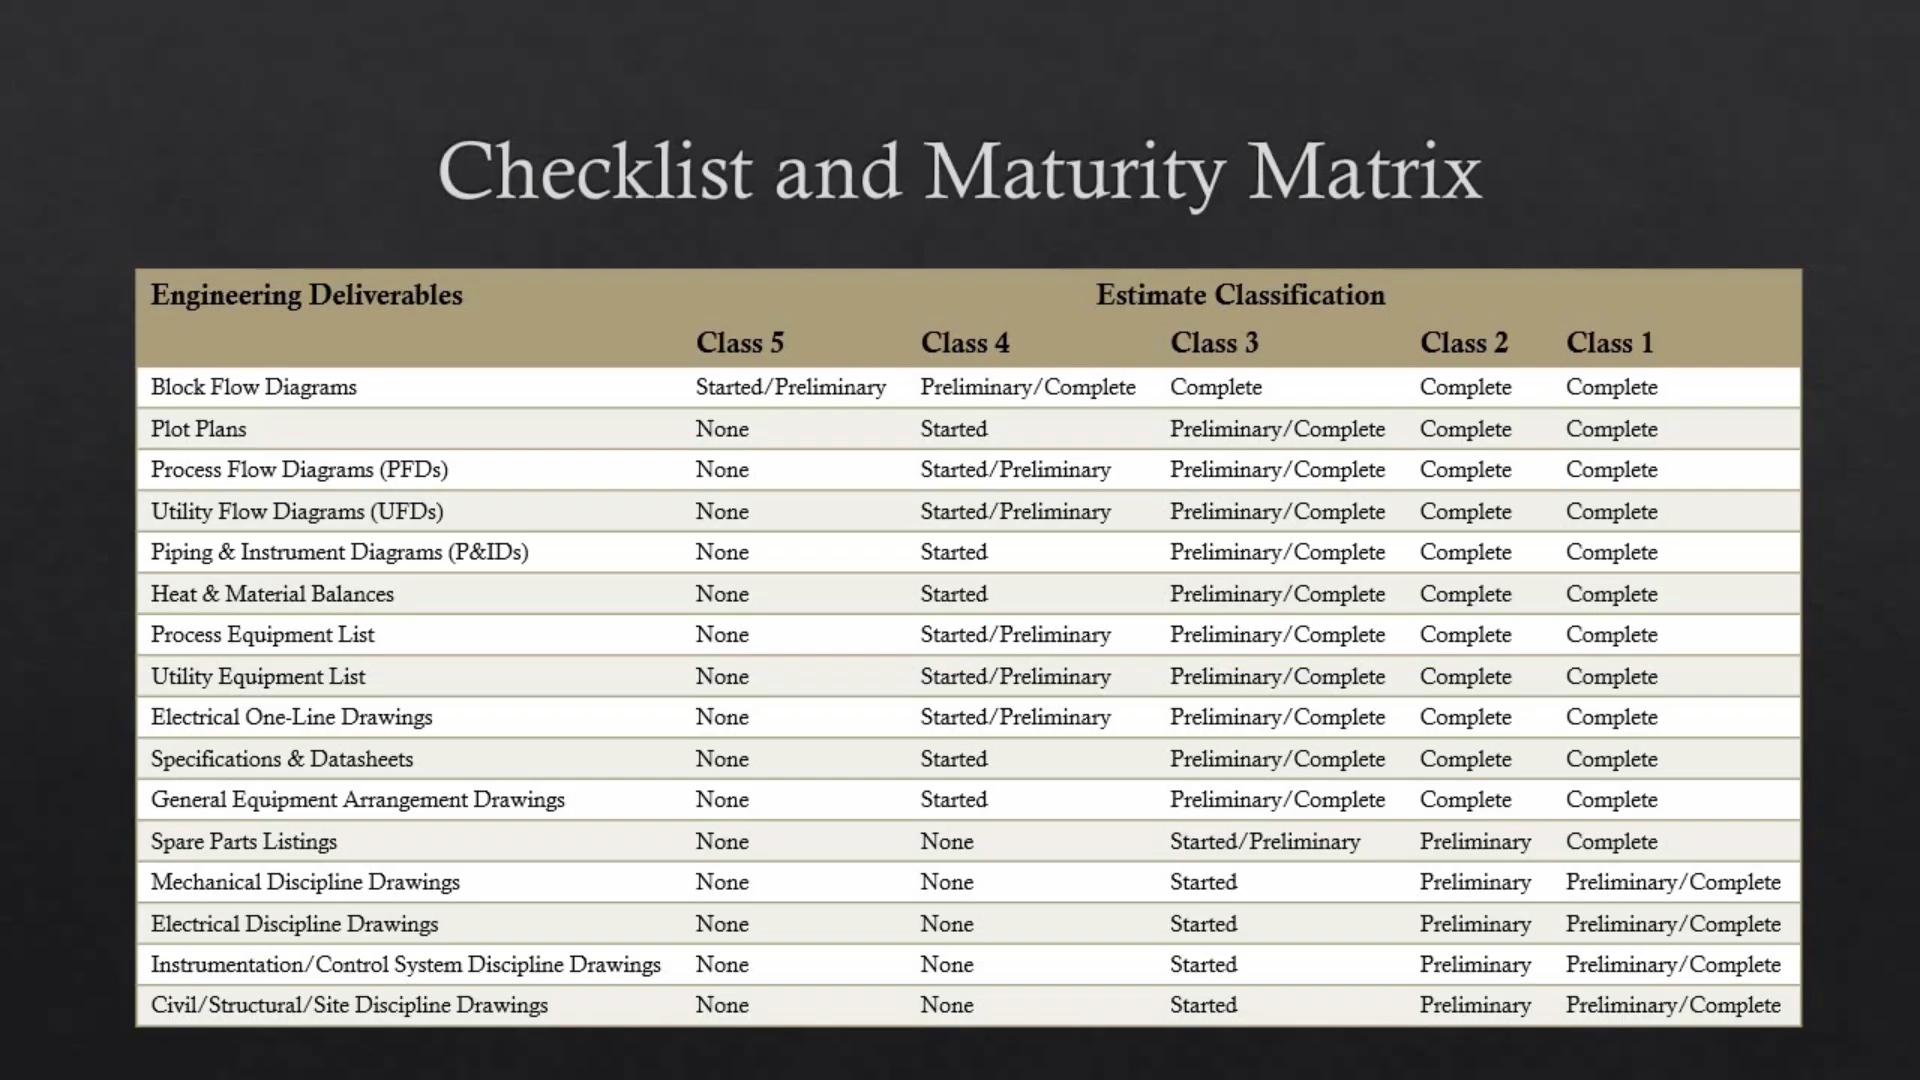 Checklist and Maturity Matrix
Engineering Deliverables Estimate Classification
Class 5 Class 4 Class 3 Class 2 Class 1
Block Flow Diagrams Started/Preliminary Preliminary/Complete Complete Complete Complete
Plot Plans None Started Preliminary/Complete Complete Complete
Process Flow Diagrams (PFDs) None Started/Preliminary Preliminary/Complete Complete Complete
Utility Flow Diagrams (UFDs) None Started/Preliminary Preliminary/Complete Complete Complete
Piping & Instrument Diagrams (P&IDs) None Started Preliminary/Complete Complete Complete
Heat & Material Balances None Started Preliminary/Complete Complete Complete
Process Equipment List None Started/Preliminary Preliminary/Complete Complete Complete
Utility Equipment List None Started/Preliminary Preliminary/Complete Complete Complete
Electrical One-Line Drawings None Started/Preliminary Preliminary/Complete Complete Complete
Specifications & Datasheets None Started Preliminary/Complete Complete Complete
General Equipment Arrangement Drawings None Started Preliminary/Complete Complete Complete
Spare Parts Listings None None Started/Preliminary Preliminary Complete
Mechanical Discipline Drawings None None Started Preliminary Preliminary/Complete
Electrical Discipline Drawings None None Started Preliminary Preliminary/Complete
Instrumentation/Control System Discipline Drawings None None Started Preliminary Preliminary/Complete
Civil/Structural/Site Discipline Drawings None None Started Preliminary Preliminary/Complete